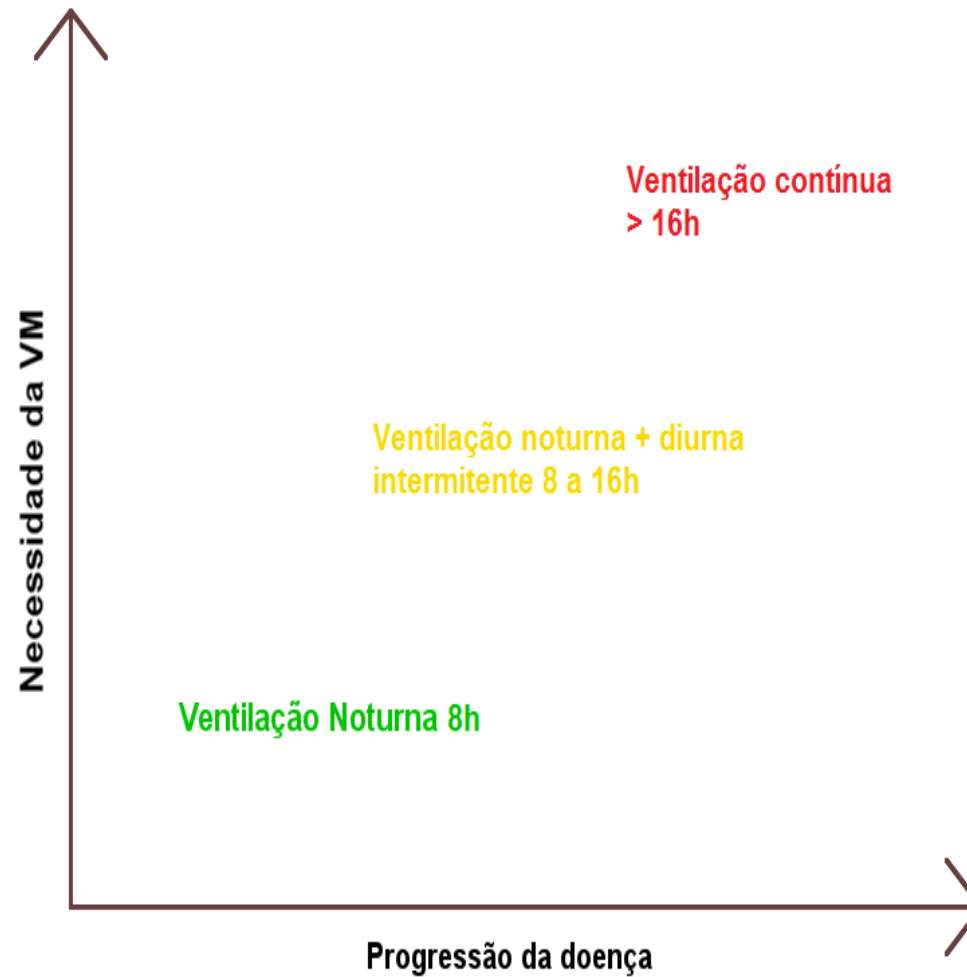 Ventilação contínua
> 16h
Necessidade da VM
Ventilação noturna + diurna
intermitente 8 a 16h
Ventilação Noturna 8h
Progressão da doença